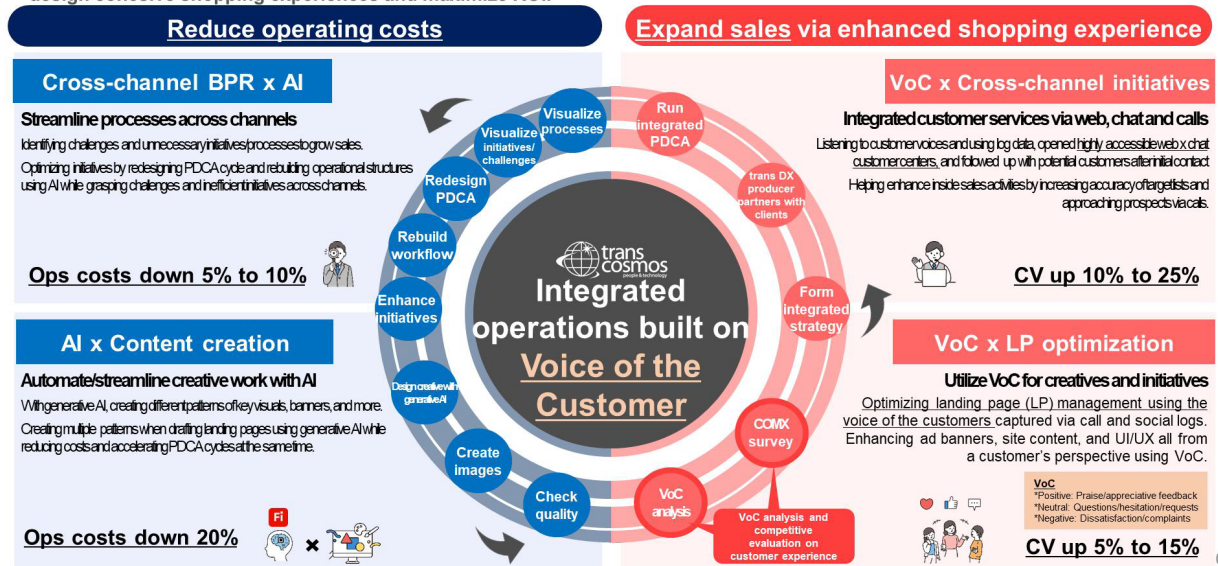 design cohesive shopping experiences and maximize ROI.
Reduce operating costs
Expand sales via enhanced shopping experience
Cross-channel BPR x AI
Streamline processes across channels
Identifying challenges and unnecessary initiatives/processes to grow sales.
Optimizing initiatives by redesigning PDCA cycle and rebuilding operational structures
using AI while grasping challenges and inefficient initiatives across channels.
Ops costs down 5% to 10%
AI x Content creation
Automate/streamline creative work with AI
With generative AI, creating different patterns of key visuals, banners, and more.
Creating multiple patterns when drafting landing pages using generative AI while
reducing costs and accelerating PDCA cycles at the same time.
Ops costs down 20%
Fi
Visualize
processes
Visualize
initiatives/
challenges
Redesign
PDCA
Rebuild
workflow
Enhance
initiatives
Design creative with
generative AI
Create
images
Check
quality
trans
cosmos
people & technology
Integrated
operations built on
Voice of the
Customer
Run
integrated
PDCA
trans DX
producer
partners with
clients
Form
integrated
strategy
COMX
survey
VoC
analysis
VoC analysis and
competitive
evaluation on
customer experience
VoC x Cross-channel initiatives
Integrated customer services via web, chat and calls
Listening to customer voices and using log data, opened highly accessible web x chat
customer centers, and followed up with potential customers after initial contact
Helping enhance inside sales activities by increasing accuracy of target lists and
approaching prospects via calls.
CV up 10% to 25%
VoC x LP optimization
Utilize VoC for creatives and initiatives
Optimizing landing page (LP) management using the
voice of the customers captured via call and social logs.
Enhancing ad banners, site content, and UI/UX all from
a customer's perspective using VoC.
VoC
*Positive: Praise/appreciative feedback
*Neutral: Questions/hesitation/requests
*Negative: Dissatisfaction/complaints
CV up 5% to 15%